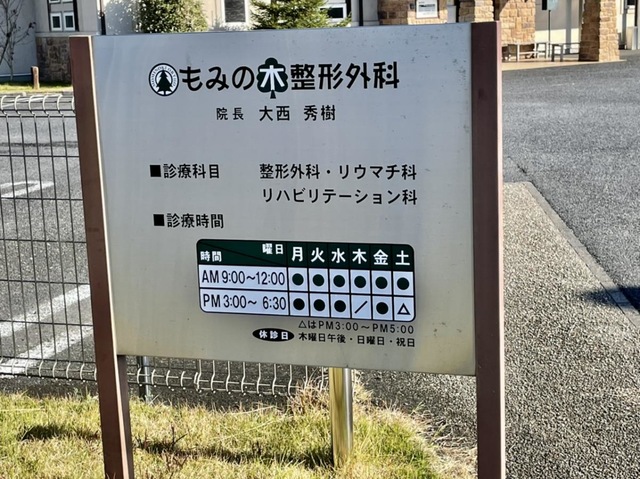 もみの木整形外科
院長 大西 秀樹
■診療科目 整形外科・リウマチ科
リハビリテーション科
■診療時間
時間 曜日 月 火 水 木 金 土
AM 9:00～12:00 ● ● ● ● ● ●
PM 3:00～ 6:30 ● ● ● ／ ● △
△はPM3:00～PM5:00
休診日 木曜日午後・日曜日・祝日